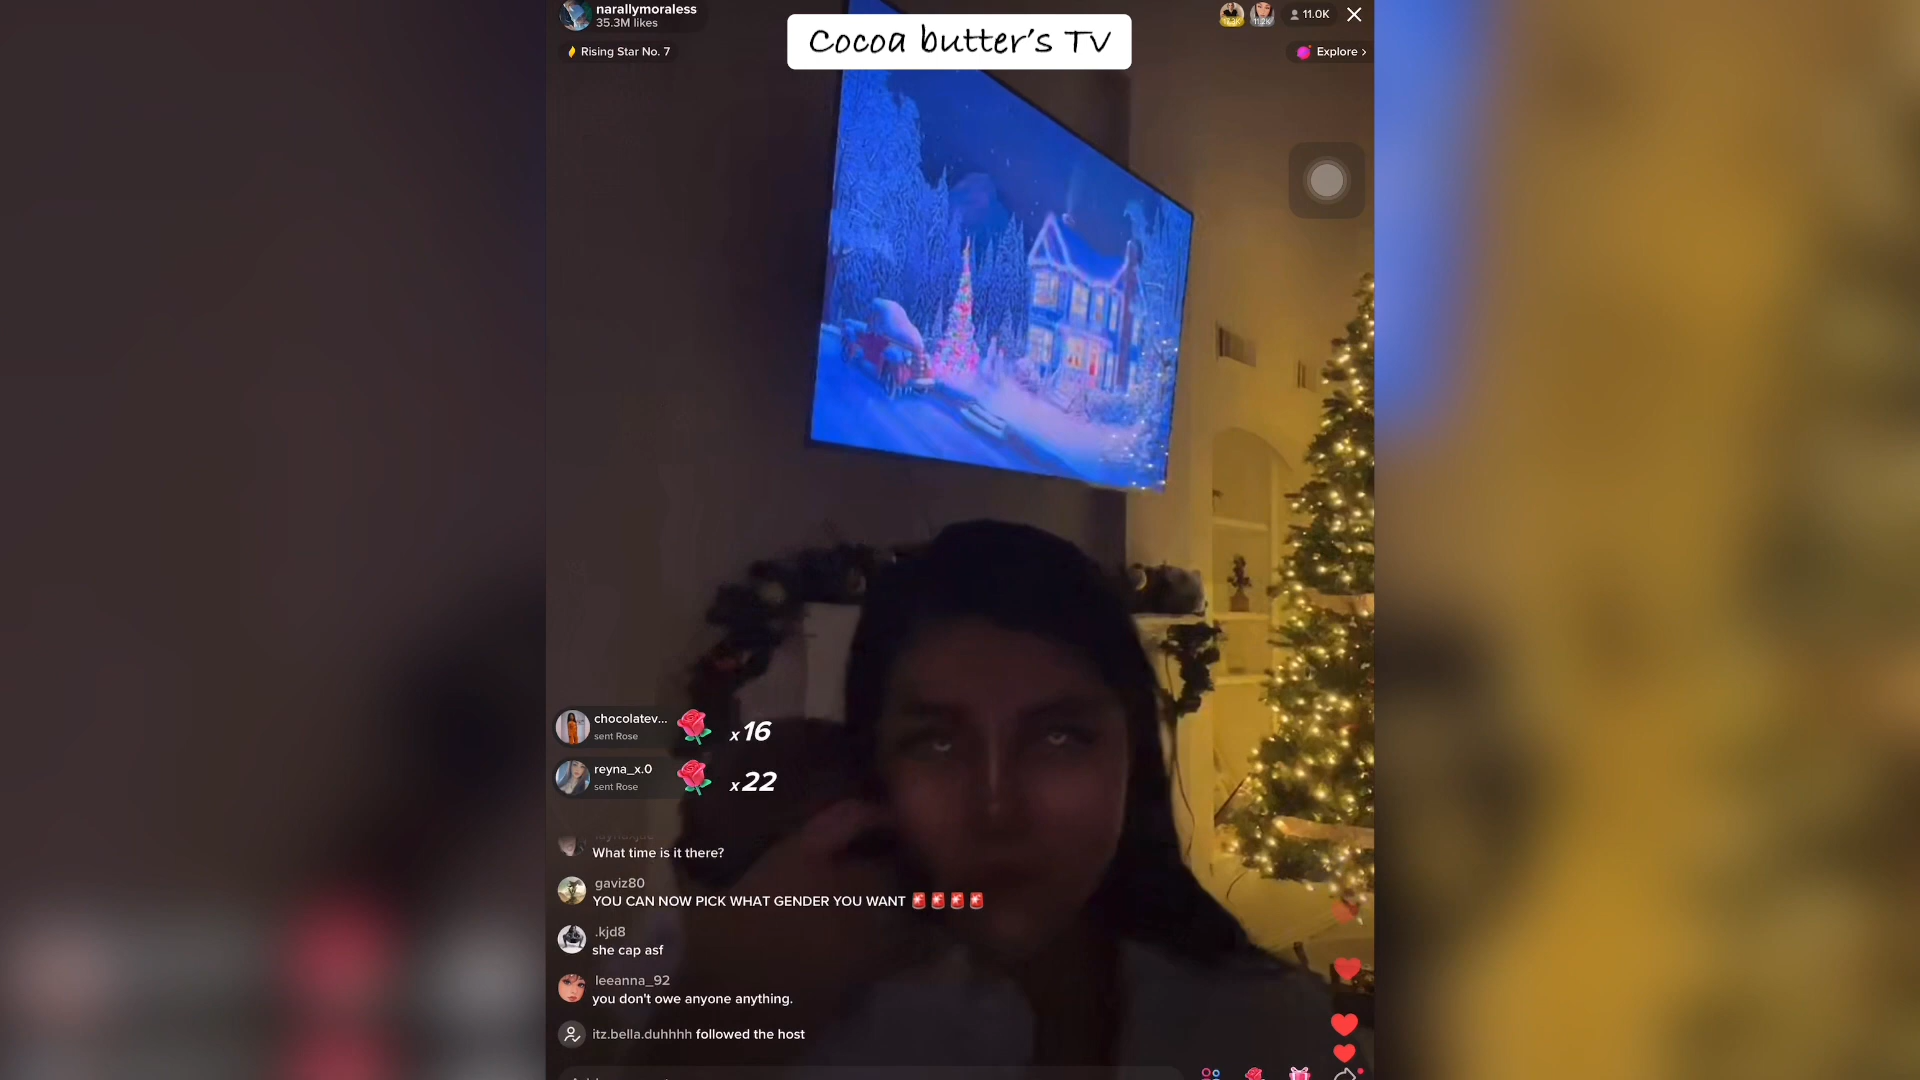 narallymoraless
35.3M likes
11.0K
Cocoa butter's TV
Rising Star No. 7
Explore >
chocolatev...
sent Rose
x16
reyna_x.0
sent Rose
x22
What time is it there?
gaviz80
YOU CAN NOW PICK WHAT GENDER YOU WANT 🚨🚨🚨🚨
.kjd8
she cap asf
leeanna_92
you don't owe anyone anything.
itz.bella.duhhhh followed the host